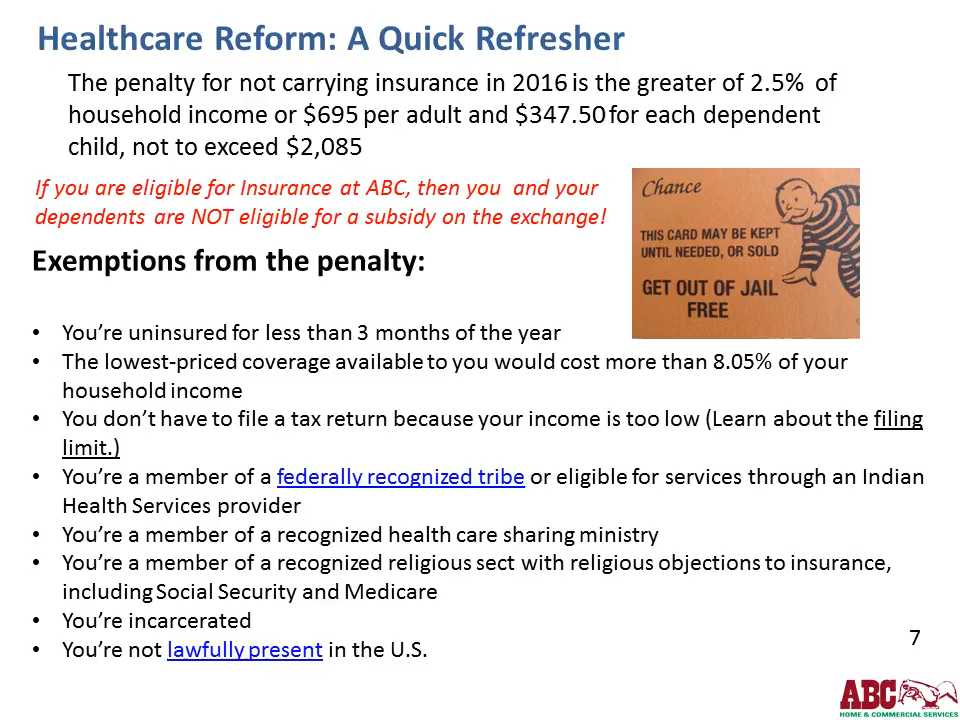 Healthcare Reform: A Quick Refresher
The penalty for not carrying insurance in 2016 is the greater of 2.5% of
household income or $695 per adult and $347.50 for each dependent
child, not to exceed $2,085
If you are eligible for Insurance at ABC, then you and your
dependents are NOT eligible for a subsidy on the exchange!
Chance
THIS CARD MAY BE KEPT
UNTIL NEEDED, OR SOLD
GET OUT OF JAIL
FREE
Exemptions from the penalty:
• You're uninsured for less than 3 months of the year
• The lowest-priced coverage available to you would cost more than 8.05% of your
household income
• You don't have to file a tax return because your income is too low (Learn about the filing
limit.)
• You're a member of a federally recognized tribe or eligible for services through an Indian
Health Services provider
• You're a member of a recognized health care sharing ministry
• You're a member of a recognized religious sect with religious objections to insurance,
including Social Security and Medicare
• You're incarcerated
• You're not lawfully present in the U.S.
7
ABC
HOME & COMMERCIAL SERVICES